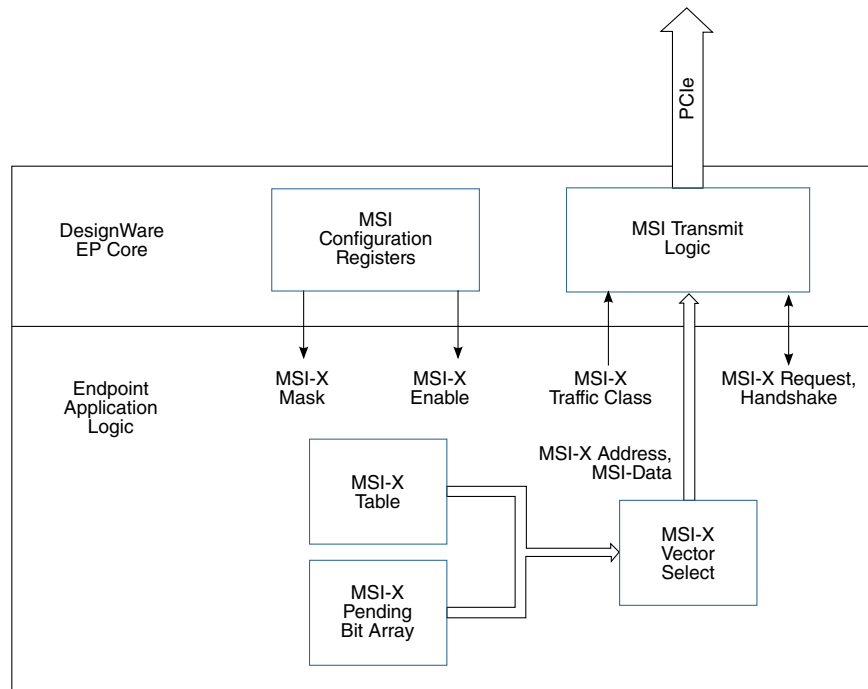 PCIe
DesignWare
EP Core
MSI
Configuration
Registers
MSI Transmit
Logic
Endpoint
Application
Logic
MSI-X
Mask
MSI-X
Enable
MSI-X
Traffic Class
MSI-X Request,
Handshake
MSI-X Address,
MSI-Data
MSI-X
Table
MSI-X
Vector
Select
MSI-X
Pending
Bit Array